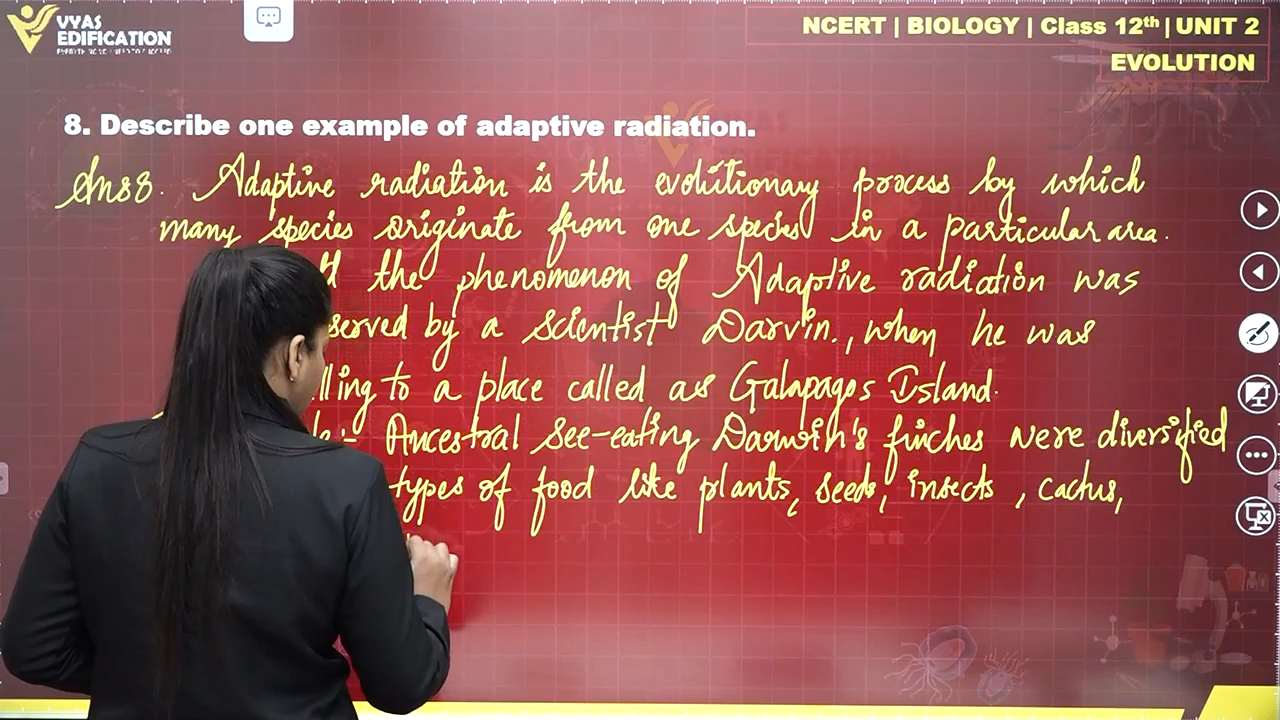 VYAS
EDIFICATION
NCERT | BIOLOGY | Class 12th | UNIT 2
EVOLUTION
8. Describe one example of adaptive radiation.
Ans 8. Adaptive radiation is the evolutionary process by which
many species originate from one species in a particular area.
the phenomenon of Adaptive radiation was
served by a scientist Darvin., when he was
lling to a place called as Galapagos Island.
Ancestral see-eating Darwin's finches were diversified
types of food like plants, seeds, insects, cactus,